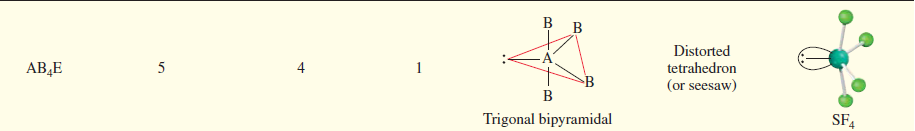 AB₄E
5
4
1
B
B
:
A
B
B
Trigonal bipyramidal
Distorted
tetrahedron
(or seesaw)
:
SF₄